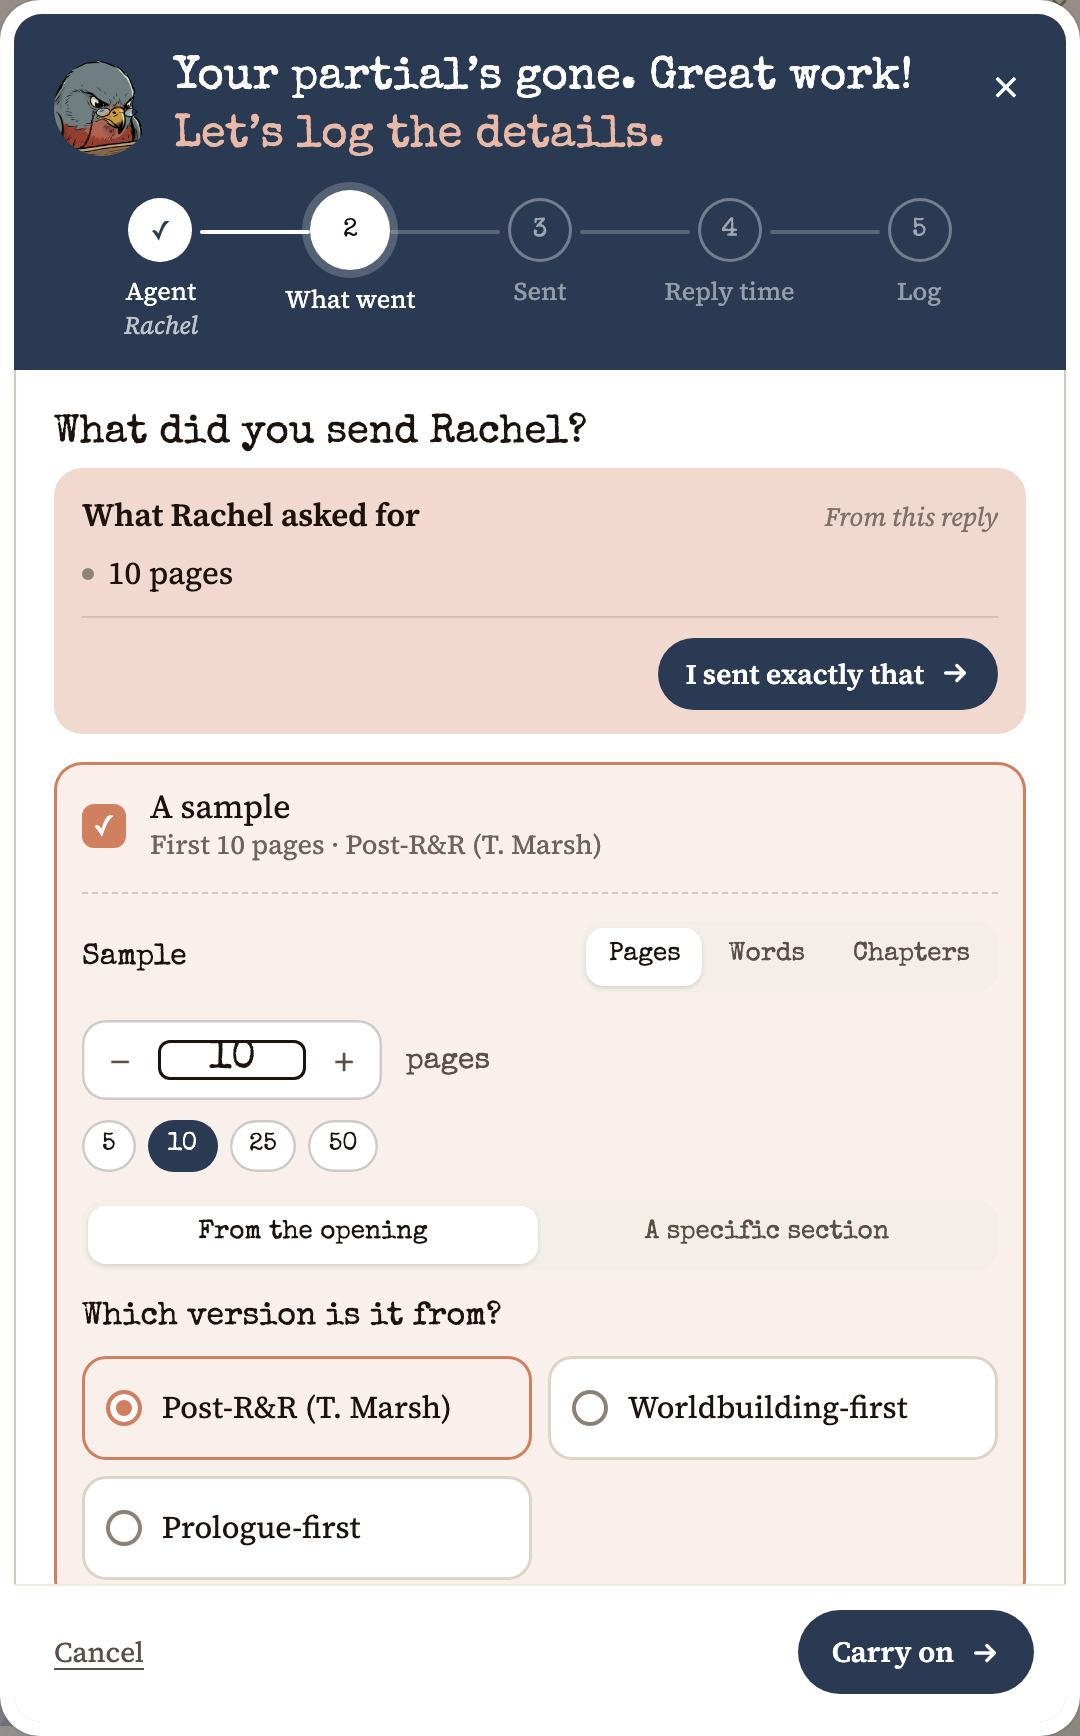 Your partial's gone. Great work!
Let's log the details.
✓
2
3
4
5
Agent
What went
Sent
Reply time
Log
Rachel
What did you send Rachel?
What Rachel asked for
From this reply
10 pages
I sent exactly that →
A sample
First 10 pages · Post-R&R (T. Marsh)
Sample
Pages
Words
Chapters
− 10 + pages
5
10
25
50
From the opening
A specific section
Which version is it from?
Post-R&R (T. Marsh)
Worldbuilding-first
Prologue-first
Cancel
Carry on →